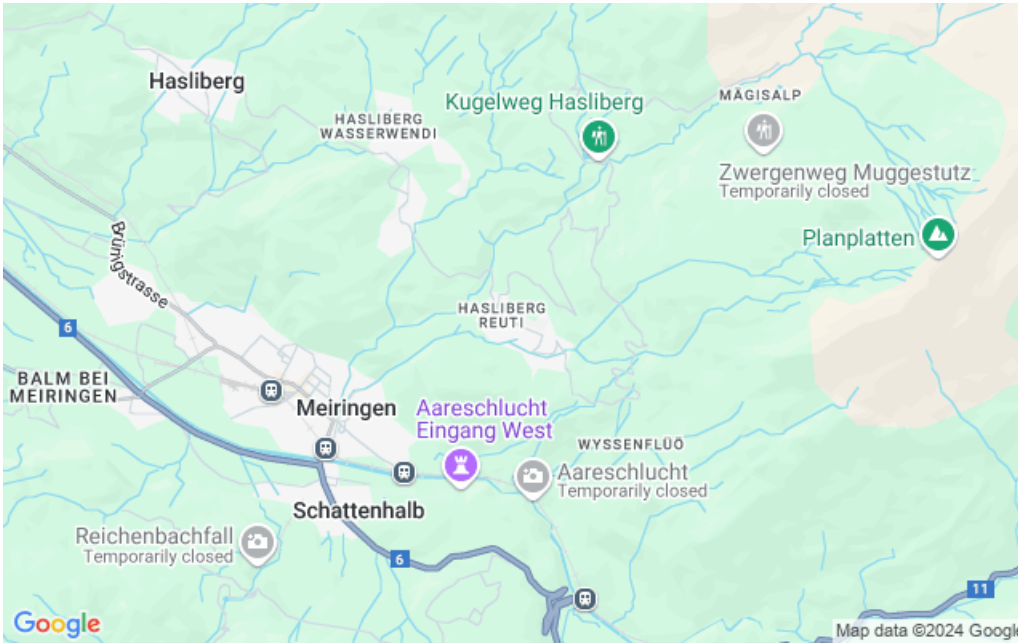 Hasliberg
Kugelweg Hasliberg
MÄGISALP
HASLIBERG
WASSERWENDI
Zwergenweg Muggestutz
Temporarily closed
Planplatten
Brünigstrasse
HASLIBERG
REUTI
6
BALM BEI
MEIRINGEN
Meiringen
Aareschlucht
Eingang West
WYSSENFLÜÖ
Aareschlucht
Temporarily closed
Schattenhalb
Reichenbachfall
Temporarily closed
6
11
Google
Map data ©2024 Google